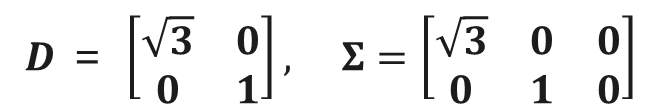 D = [√3 0; 0 1], Σ = [√3 0 0; 0 1 0]